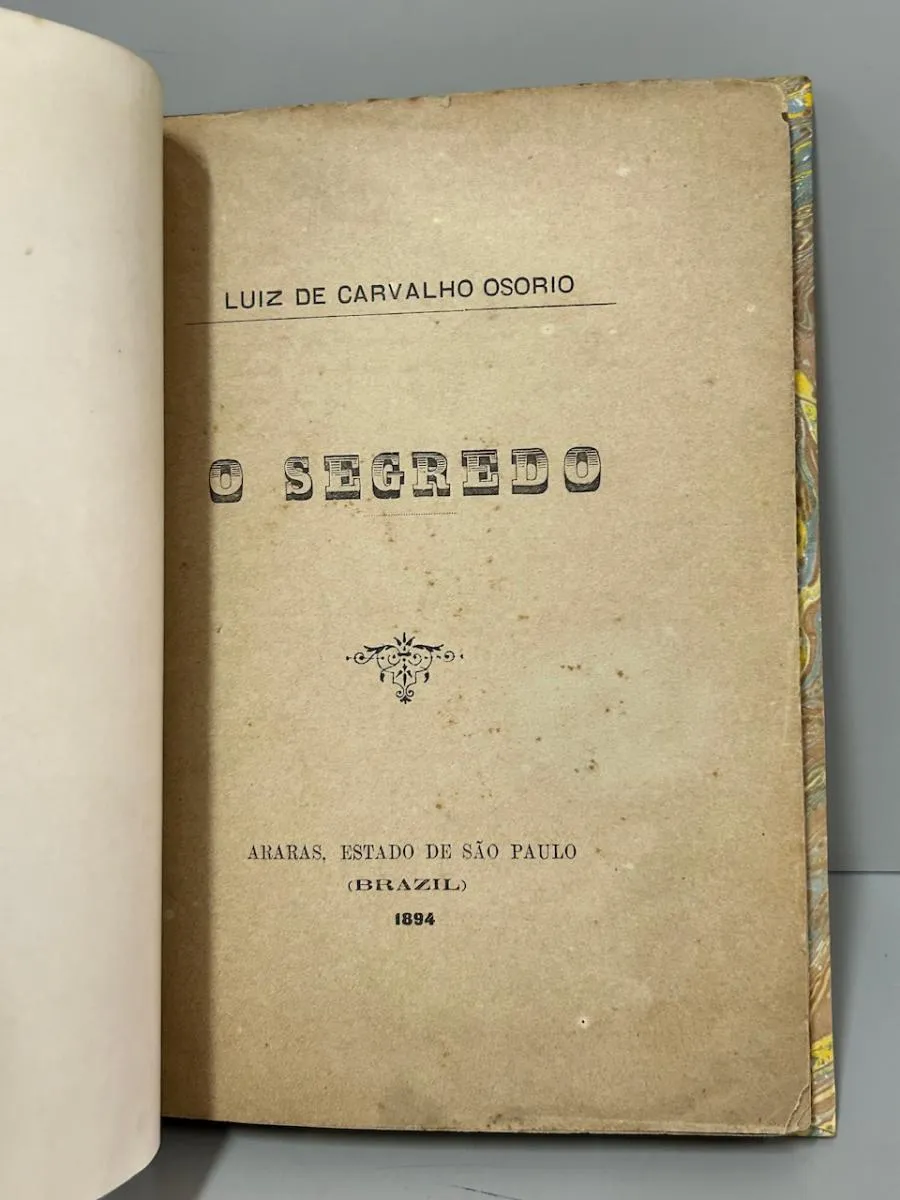 LUIZ DE CARVALHO OSORIO
O SEGREDO
ARARAS, ESTADO DE SÃO PAULO
(BRAZIL)
1894